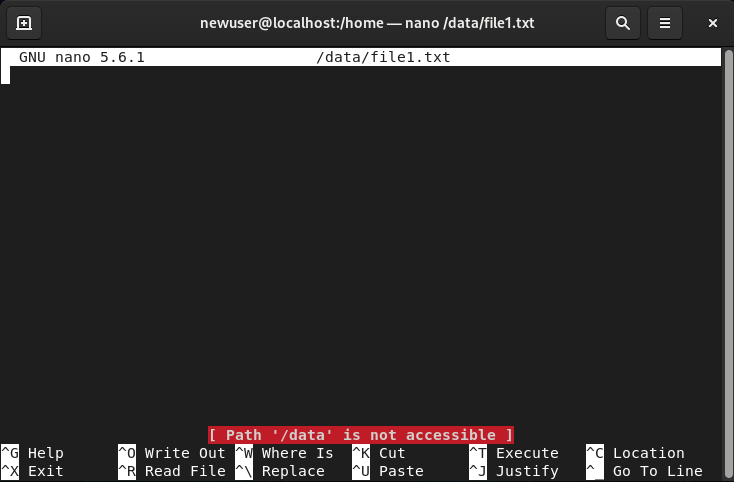 newuser@localhost:/home — nano /data/file1.txt
GNU nano 5.6.1 /data/file1.txt
[ Path '/data' is not accessible ]
^G Help ^O Write Out ^W Where Is ^K Cut ^T Execute ^C Location
^X Exit ^R Read File ^\ Replace ^U Paste ^J Justify ^_ Go To Line